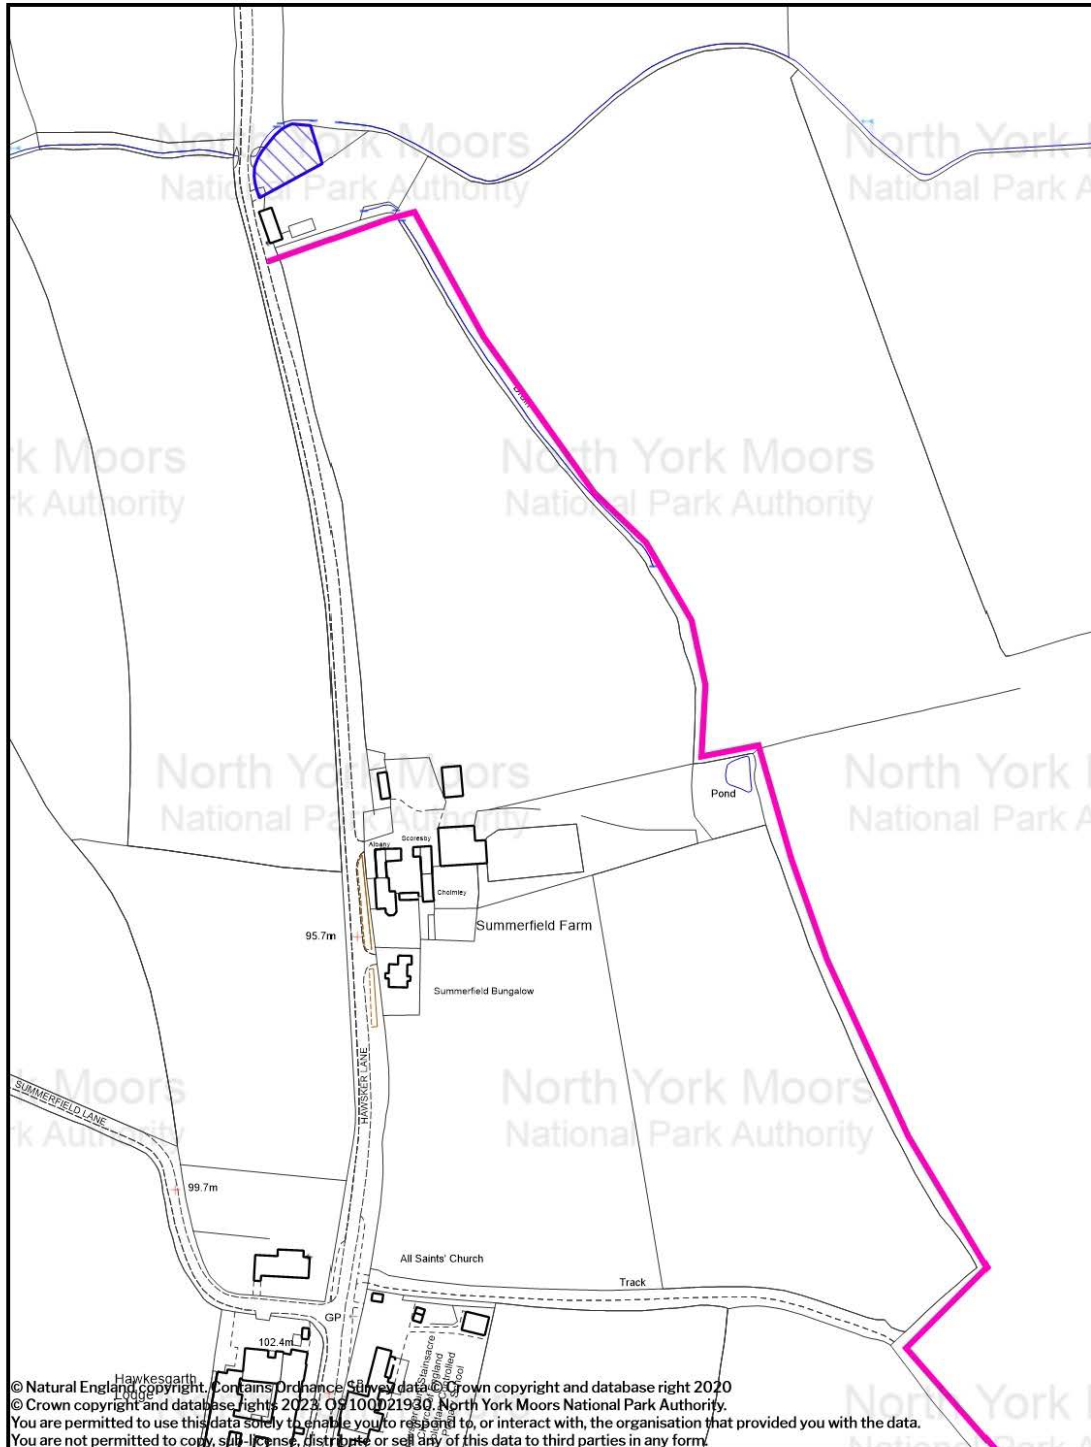 North York Moors
National Park Authority
North York
National Park A
Drain
k Moors
rk Authority
North York Moors
National Park Authority
North York Moors
National Park Authority
North York M
National Park A
Pond
Scoresby
Albany
Cholmley
95.7m
Summerfield Farm
Summerfield Bungalow
HAWSKER LANE
k Moors
rk Authority
SUMMERFIELD LANE
North York Moors
National Park Authority
99.7m
All Saints' Church
Track
GP
102.4m
Hawkesgarth
Lodge
© Natural England copyright. Contains Ordnance Survey data © Crown copyright and database right 2020
© Crown copyright and database rights 2023. OS 100021930. North York Moors National Park Authority.
You are permitted to use this data solely to enable you to respond to, or interact with, the organisation that provided you with the data.
You are not permitted to copy, sub-license, distribute or sell any of this data to third parties in any form.